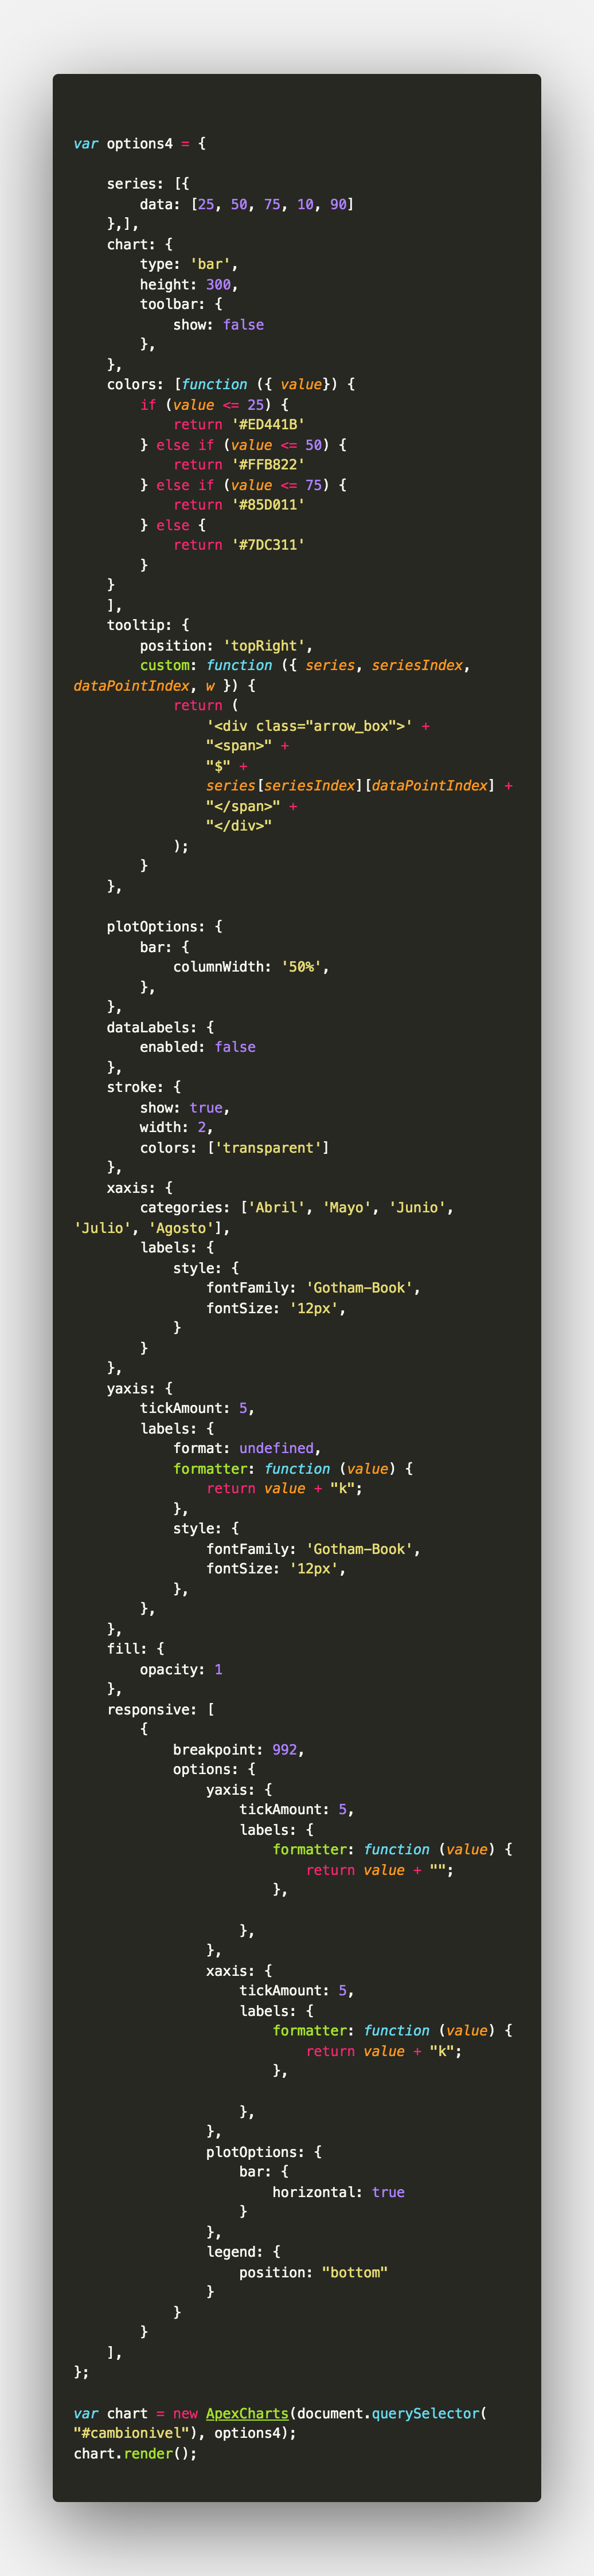 var options4 = {

    series: [{
        data: [25, 50, 75, 10, 90]
    },],
    chart: {
        type: 'bar',
        height: 300,
        toolbar: {
            show: false
        },
    },
    colors: [function ({ value}) {
        if (value <= 25) {
            return '#ED441B'
        } else if (value <= 50) {
            return '#FFB822'
        } else if (value <= 75) {
            return '#85D011'
        } else {
            return '#7DC311'
        }
    }
    ],
    tooltip: {
        position: 'topRight',
        custom: function ({ series, seriesIndex,
dataPointIndex, w }) {
            return (
                '<div class="arrow_box">' +
                "<span>" +
                "$" +
                series[seriesIndex][dataPointIndex] +
                "</span>" +
                "</div>"
            );
        }
    },

    plotOptions: {
        bar: {
            columnWidth: '50%',
        },
    },
    dataLabels: {
        enabled: false
    },
    stroke: {
        show: true,
        width: 2,
        colors: ['transparent']
    },
    xaxis: {
        categories: ['Abril', 'Mayo', 'Junio',
'Julio', 'Agosto'],
        labels: {
            style: {
                fontFamily: 'Gotham-Book',
                fontSize: '12px',
            }
        }
    },
    yaxis: {
        tickAmount: 5,
        labels: {
            format: undefined,
            formatter: function (value) {
                return value + "k";
            },
            style: {
                fontFamily: 'Gotham-Book',
                fontSize: '12px',
            },
        },
    },
    fill: {
        opacity: 1
    },
    responsive: [
        {
            breakpoint: 992,
            options: {
                yaxis: {
                    tickAmount: 5,
                    labels: {
                        formatter: function (value) {
                            return value + "";
                        },

                    },
                },
                xaxis: {
                    tickAmount: 5,
                    labels: {
                        formatter: function (value) {
                            return value + "k";
                        },

                    },
                },
                plotOptions: {
                    bar: {
                        horizontal: true
                    }
                },
                legend: {
                    position: "bottom"
                }
            }
        }
    ],
};

var chart = new ApexCharts(document.querySelector(
"#cambionivel"), options4);
chart.render();